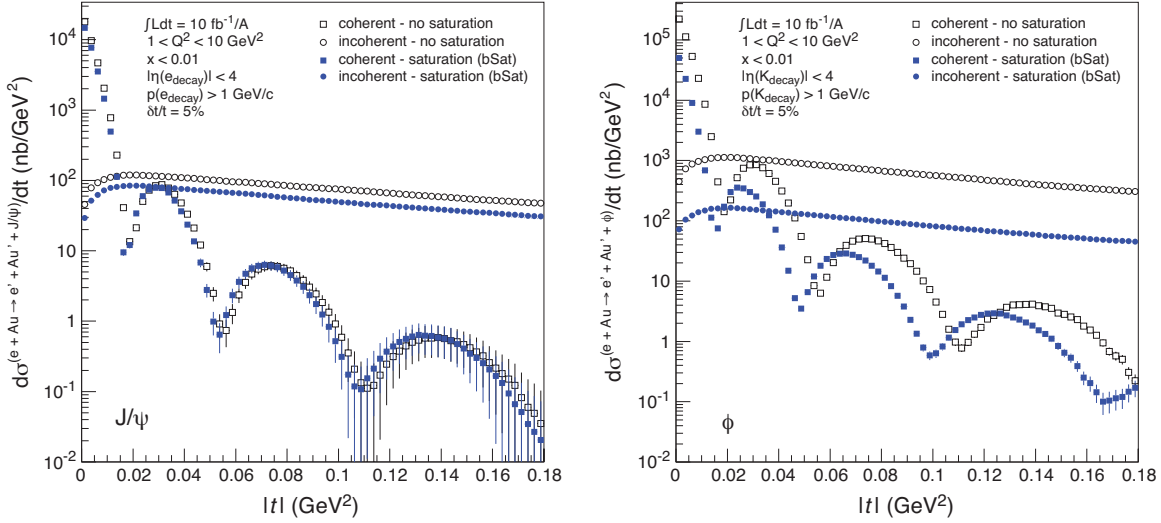 ∫Ldt = 10 fb⁻¹/A
1 < Q² < 10 GeV²
x < 0.01
|η(e_decay)| < 4
p(e_decay) > 1 GeV/c
δt/t = 5%
coherent - no saturation
incoherent - no saturation
coherent - saturation (bSat)
incoherent - saturation (bSat)
dσ^(e + Au → e' + Au' + J/ψ)/dt (nb/GeV²)
10⁴
10³
10²
10
1
10⁻¹
10⁻²
J/ψ
0 0.02 0.04 0.06 0.08 0.1 0.12 0.14 0.16 0.18
|t| (GeV²)
∫Ldt = 10 fb⁻¹/A
1 < Q² < 10 GeV²
x < 0.01
|η(K_decay)| < 4
p(K_decay) > 1 GeV/c
δt/t = 5%
coherent - no saturation
incoherent - no saturation
coherent - saturation (bSat)
incoherent - saturation (bSat)
dσ^(e + Au → e' + Au' + ϕ)/dt (nb/GeV²)
10⁵
10⁴
10³
10²
10
1
10⁻¹
10⁻²
ϕ
0 0.02 0.04 0.06 0.08 0.1 0.12 0.14 0.16 0.18
|t| (GeV²)